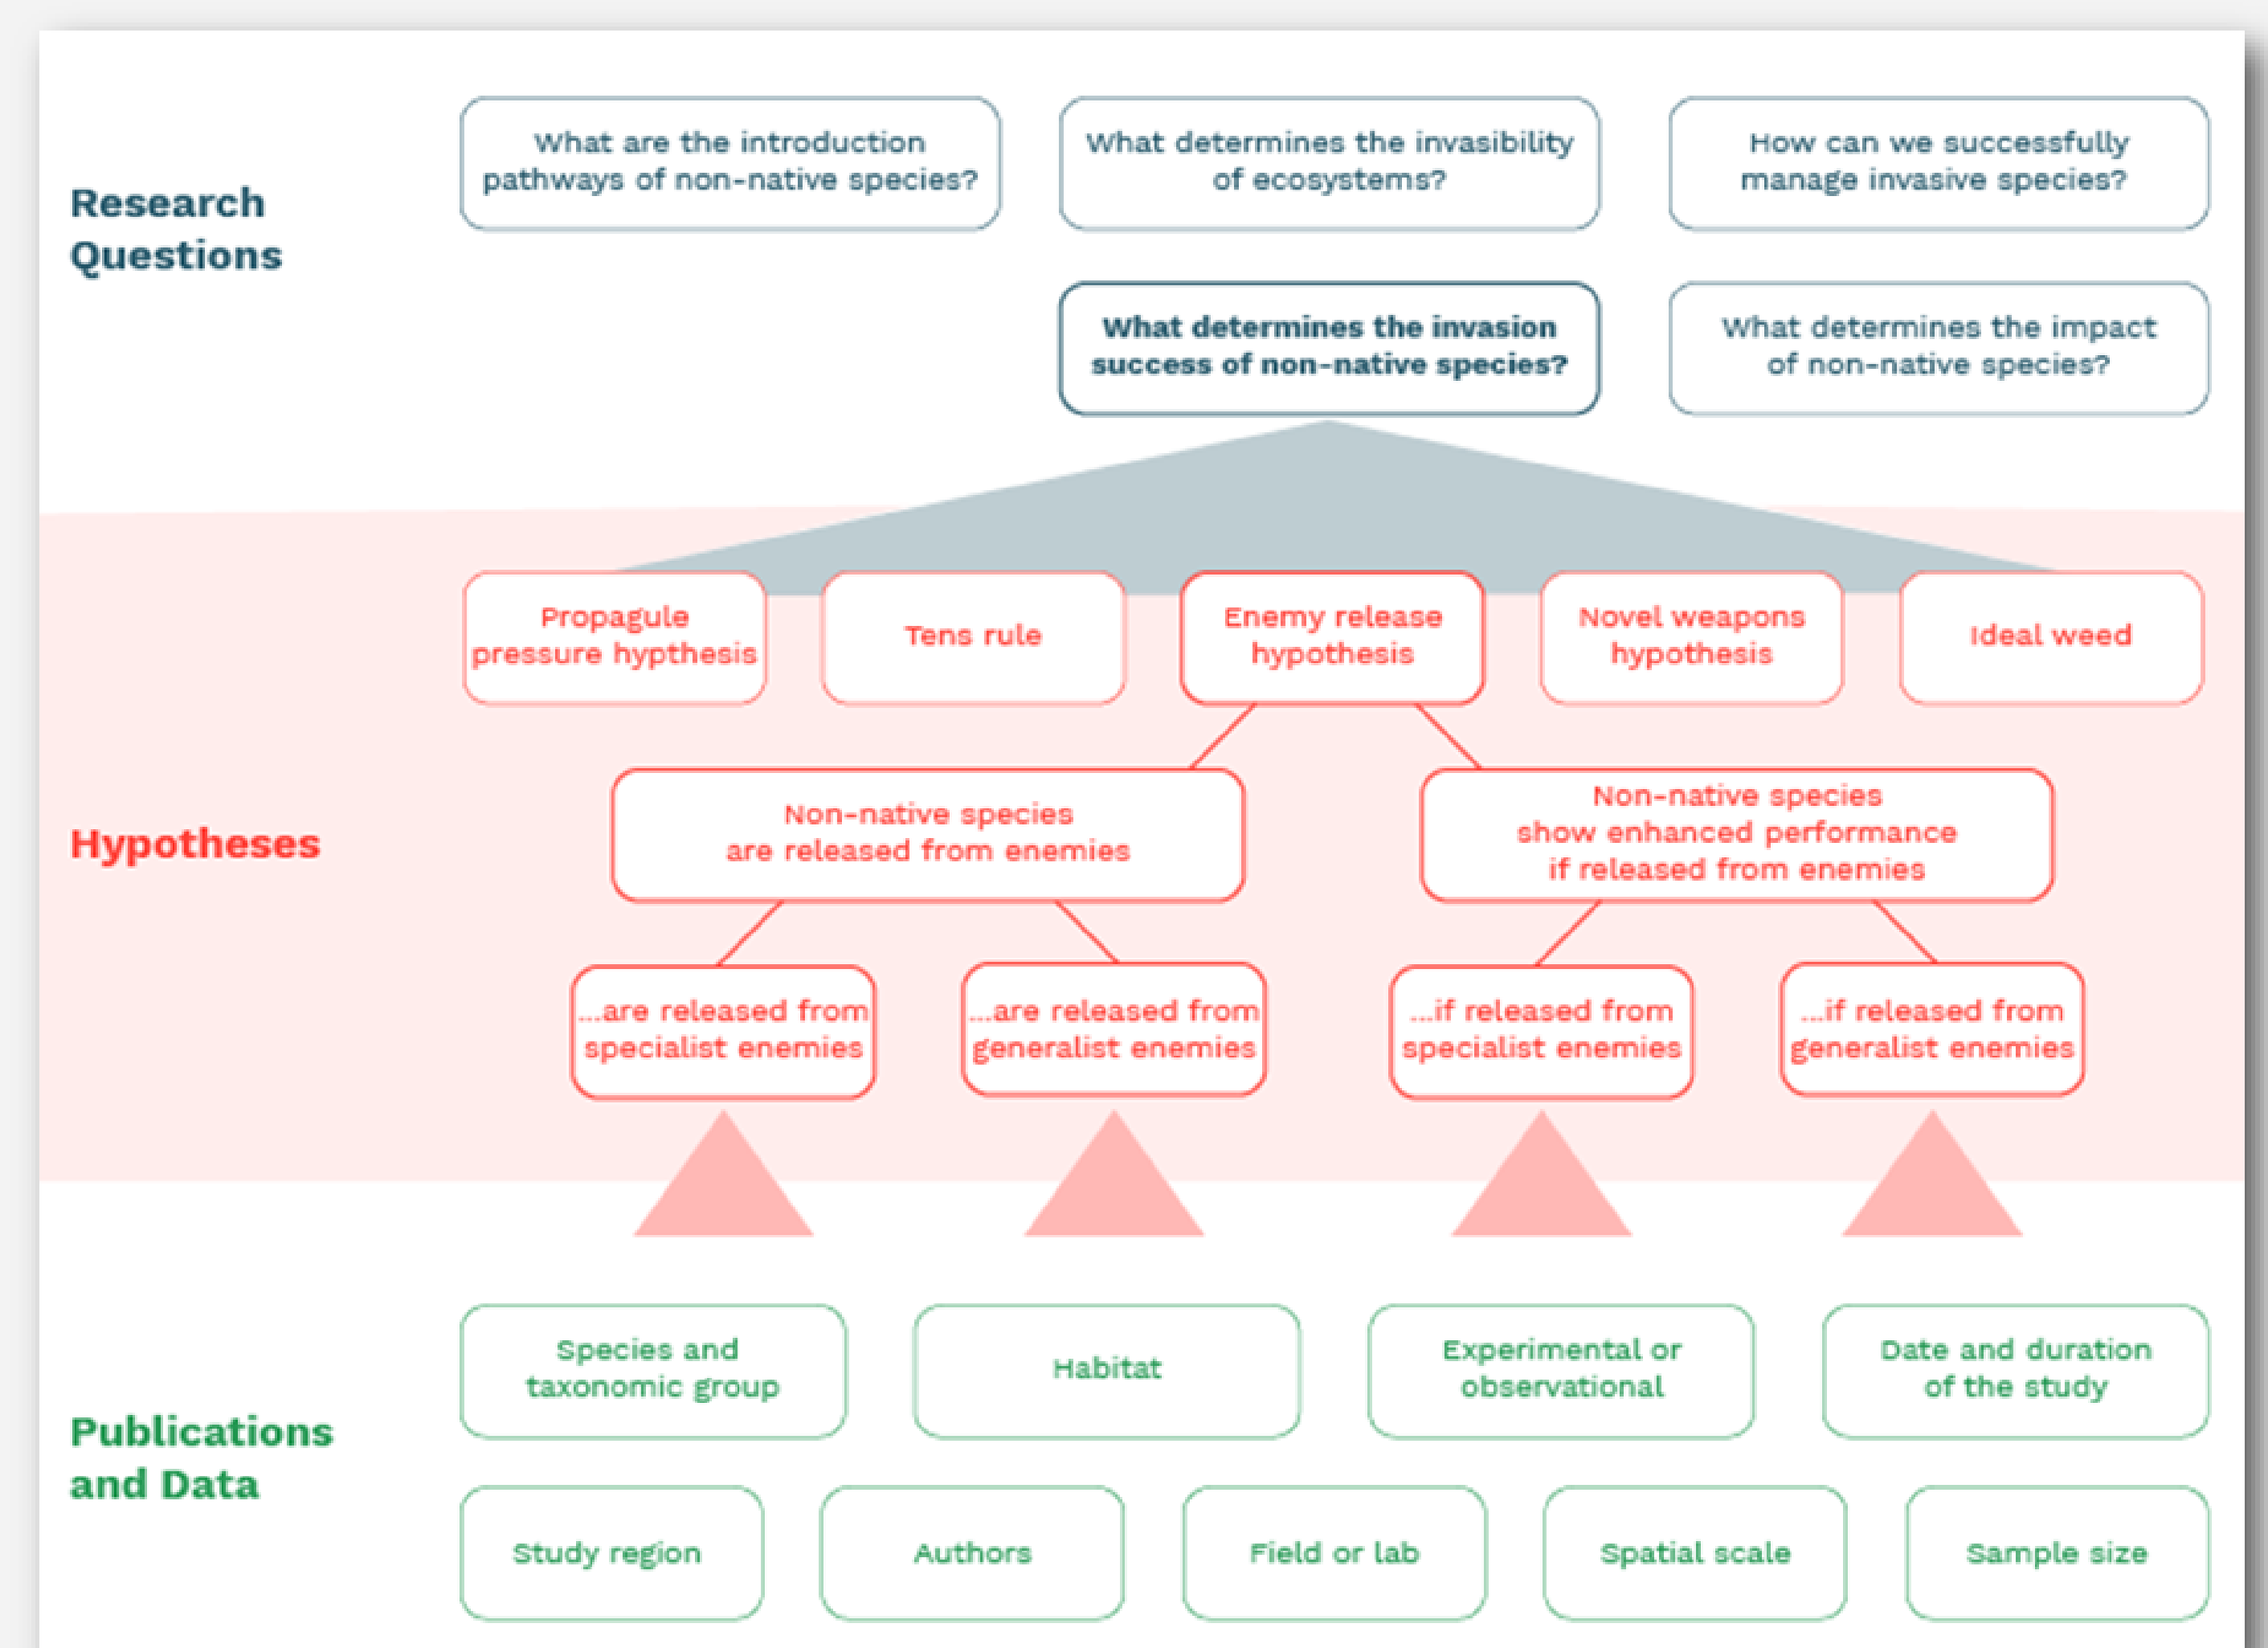 Research
Questions
What are the introduction
pathways of non-native species?
What determines the invasibility
of ecosystems?
How can we successfully
manage invasive species?
What determines the invasion
success of non-native species?
What determines the impact
of non-native species?
Hypotheses
Propagule
pressure hypthesis
Tens rule
Enemy release
hypothesis
Novel weapons
hypothesis
Ideal weed
Non-native species
are released from enemies
Non-native species
show enhanced performance
if released from enemies
...are released from
specialist enemies
...are released from
generalist enemies
...if released from
specialist enemies
...if released from
generalist enemies
Publications
and Data
Species and
taxonomic group
Habitat
Experimental or
observational
Date and duration
of the study
Study region
Authors
Field or lab
Spatial scale
Sample size